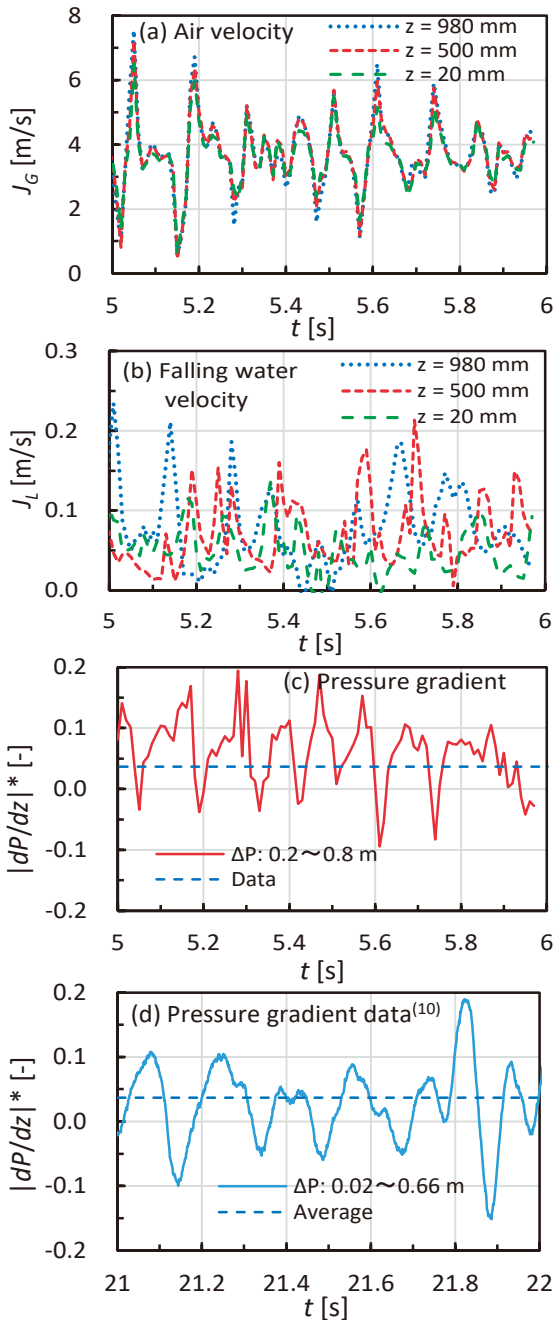 (a) Air velocity
z = 980 mm
z = 500 mm
z = 20 mm
J_G [m/s]
8
6
4
2
0
5
5.2
5.4
5.6
5.8
6
t [s]
(b) Falling water
velocity
z = 980 mm
z = 500 mm
z = 20 mm
J_L [m/s]
0.3
0.2
0.1
0.0
5
5.2
5.4
5.6
5.8
6
t [s]
(c) Pressure gradient
|dP/dz|* [-]
0.2
0.1
0.0
-0.1
-0.2
ΔP: 0.2～0.8 m
Data
5
5.2
5.4
5.6
5.8
6
t [s]
(d) Pressure gradient data(10)
|dP/dz|* [-]
0.2
0.1
0.0
-0.1
-0.2
ΔP: 0.02～0.66 m
Average
21
21.2
21.4
21.6
21.8
22
t [s]